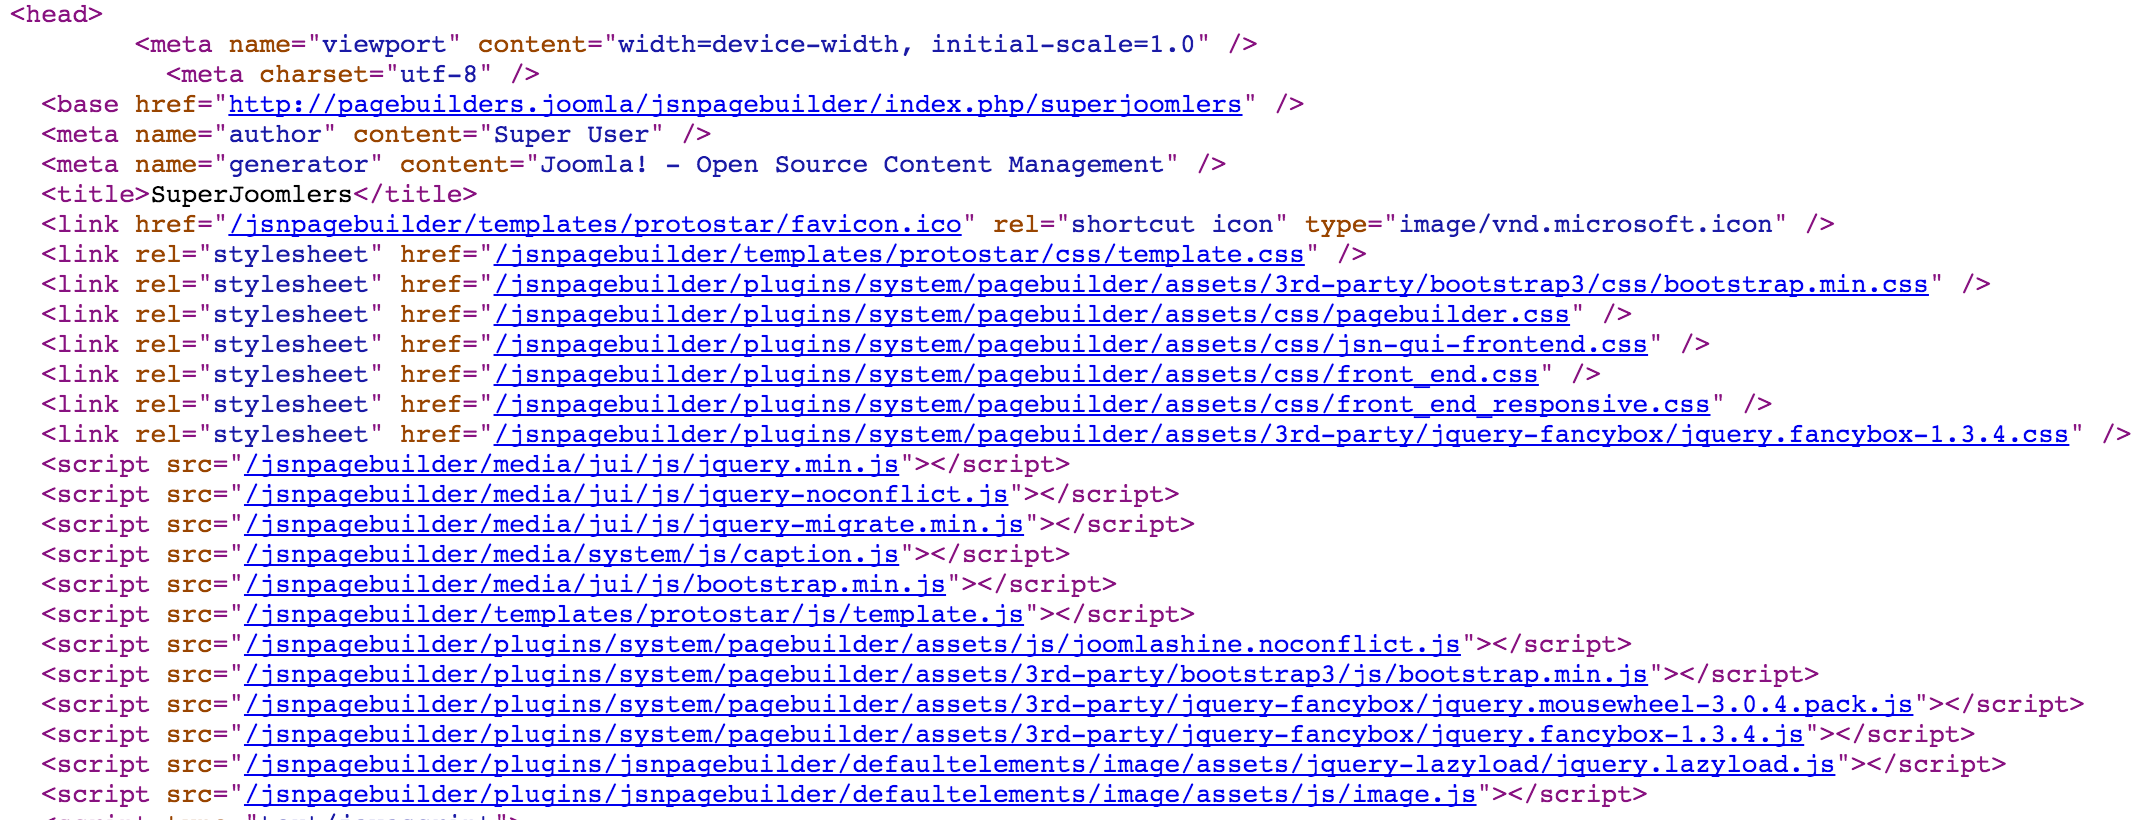 <head>
<meta name="viewport" content="width=device-width, initial-scale=1.0" />
<meta charset="utf-8" />
<base href="http://pagebuilders.joomla/jsnpagebuilder/index.php/superjoomlers" />
<meta name="author" content="Super User" />
<meta name="generator" content="Joomla! - Open Source Content Management" />
<title>SuperJoomlers</title>
<link href="/jsnpagebuilder/templates/protostar/favicon.ico" rel="shortcut icon" type="image/vnd.microsoft.icon" />
<link rel="stylesheet" href="/jsnpagebuilder/templates/protostar/css/template.css" />
<link rel="stylesheet" href="/jsnpagebuilder/plugins/system/pagebuilder/assets/3rd-party/bootstrap3/css/bootstrap.min.css" />
<link rel="stylesheet" href="/jsnpagebuilder/plugins/system/pagebuilder/assets/css/pagebuilder.css" />
<link rel="stylesheet" href="/jsnpagebuilder/plugins/system/pagebuilder/assets/css/jsn-gui-frontend.css" />
<link rel="stylesheet" href="/jsnpagebuilder/plugins/system/pagebuilder/assets/css/front_end.css" />
<link rel="stylesheet" href="/jsnpagebuilder/plugins/system/pagebuilder/assets/css/front_end_responsive.css" />
<link rel="stylesheet" href="/jsnpagebuilder/plugins/system/pagebuilder/assets/3rd-party/jquery-fancybox/jquery.fancybox-1.3.4.css" />
<script src="/jsnpagebuilder/media/jui/js/jquery.min.js"></script>
<script src="/jsnpagebuilder/media/jui/js/jquery-noconflict.js"></script>
<script src="/jsnpagebuilder/media/jui/js/jquery-migrate.min.js"></script>
<script src="/jsnpagebuilder/media/system/js/caption.js"></script>
<script src="/jsnpagebuilder/media/jui/js/bootstrap.min.js"></script>
<script src="/jsnpagebuilder/templates/protostar/js/template.js"></script>
<script src="/jsnpagebuilder/plugins/system/pagebuilder/assets/js/joomlashine.noconflict.js"></script>
<script src="/jsnpagebuilder/plugins/system/pagebuilder/assets/3rd-party/bootstrap3/js/bootstrap.min.js"></script>
<script src="/jsnpagebuilder/plugins/system/pagebuilder/assets/3rd-party/jquery-fancybox/jquery.mousewheel-3.0.4.pack.js"></script>
<script src="/jsnpagebuilder/plugins/system/pagebuilder/assets/3rd-party/jquery-fancybox/jquery.fancybox-1.3.4.js"></script>
<script src="/jsnpagebuilder/plugins/jsnpagebuilder/defaultelements/image/assets/jquery-lazyload/jquery.lazyload.js"></script>
<script src="/jsnpagebuilder/plugins/jsnpagebuilder/defaultelements/image/assets/js/image.js"></script>